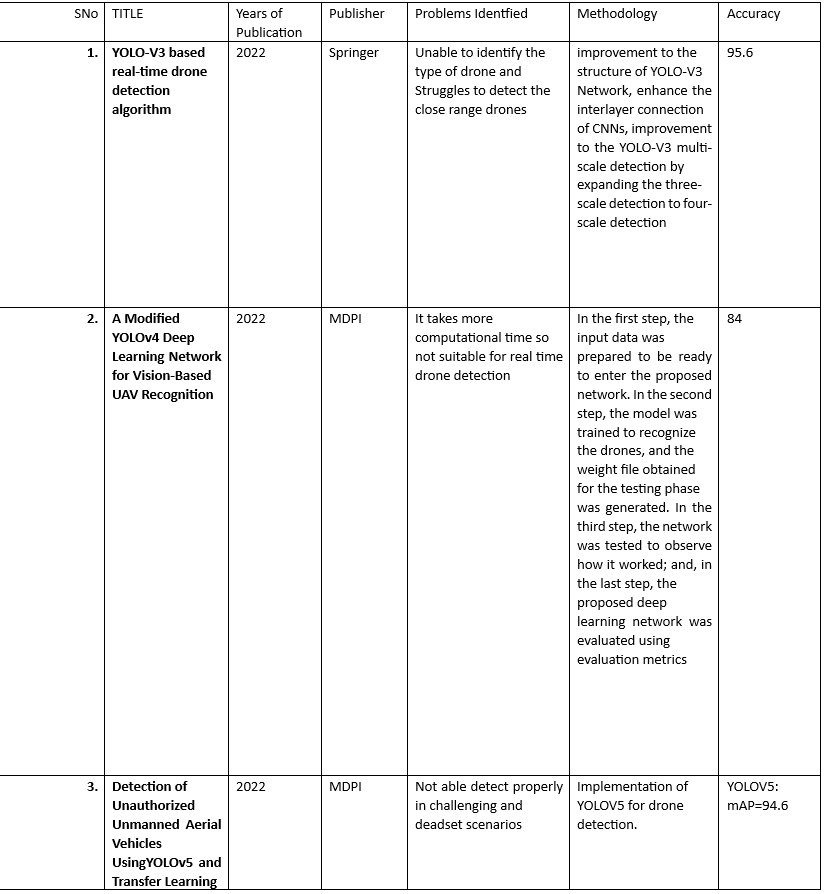 SNo TITLE Years of Publisher Problems Identfied Methodology Accuracy
Publication
1. YOLO-V3 based 2022 Springer Unable to identify the improvement to the 95.6
real-time drone type of drone and structure of YOLO-V3
detection Struggles to detect the Network, enhance the
algorithm close range drones interlayer connection
of CNNs, improvement
to the YOLO-V3 multi-
scale detection by
expanding the three-
scale detection to four-
scale detection
2. A Modified 2022 MDPI It takes more In the first step, the 84
YOLOv4 Deep computational time so input data was
Learning Network not suitable for real time prepared to be ready
for Vision-Based drone detection to enter the proposed
UAV Recognition network. In the second
step, the model was
trained to recognize
the drones, and the
weight file obtained
for the testing phase
was generated. In the
third step, the network
was tested to observe
how it worked; and, in
the last step, the
proposed deep
learning network was
evaluated using
evaluation metrics
3. Detection of 2022 MDPI Not able detect properly Implementation of YOLOV5:
Unauthorized in challenging and YOLOV5 for drone mAP=94.6
Unmanned Aerial deadset scenarios detection.
Vehicles
UsingYOLOv5 and
Transfer Learning